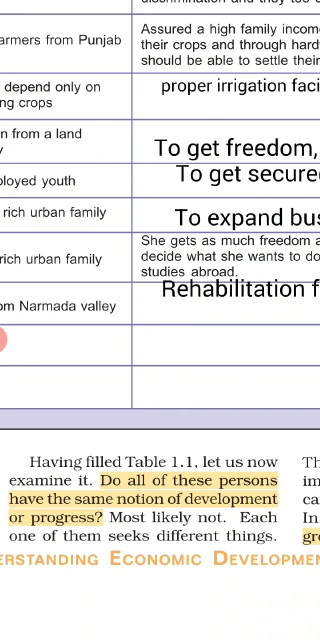 discrimination and they too
Assured a high family incom
armers from Punjab
their crops and through hard
should be able to settle their
depend only on
ng crops
proper irrigation faci
n from a land
To get freedom,
ployed youth
To get secure
rich urban family
To expand bus
She gets as much freedom a
rich urban family
decide what she wants to do
studies abroad.
om Narmada valley
Rehabilitation f
Having filled Table 1.1, let us now
examine it. Do all of these persons
have the same notion of development
or progress? Most likely not. Each
one of them seeks different things.
Th
im
ca
In
gr
ERSTANDING ECONOMIC DEVELOPMEN